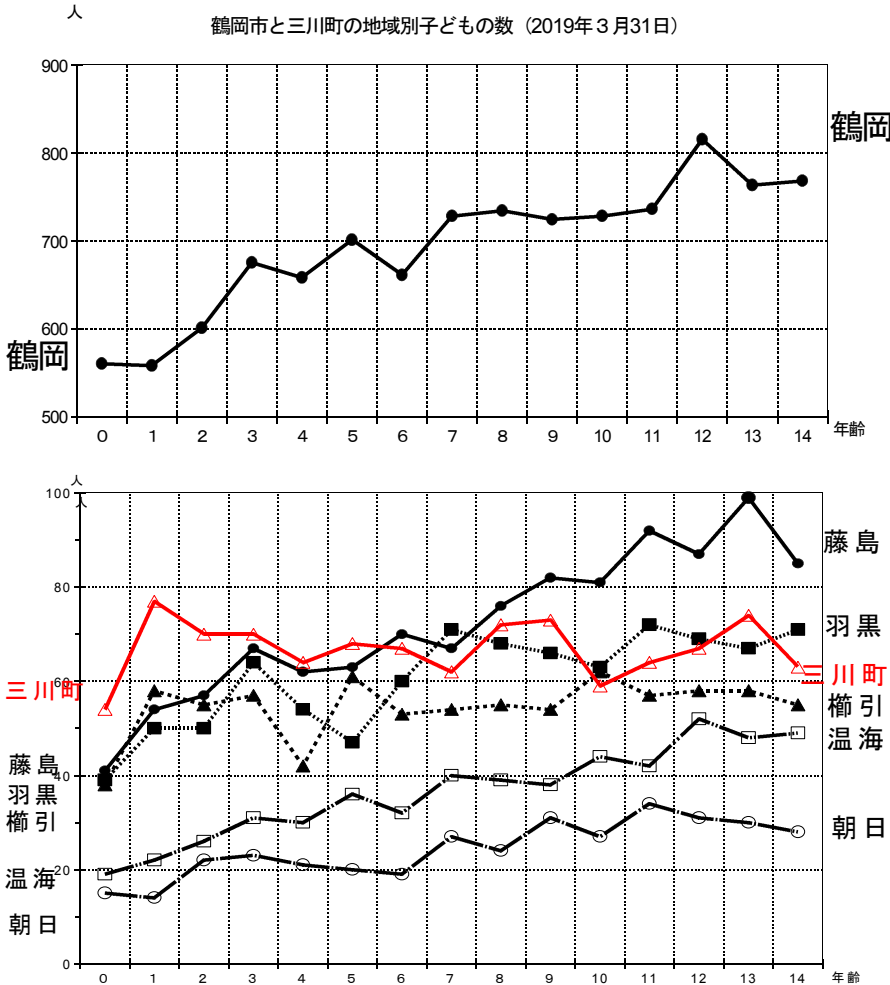 人
鶴岡市と三川町の地域別子どもの数（2019年３月31日）
900
800
700
600
500
鶴岡
鶴岡
0 1 2 3 4 5 6 7 8 9 10 11 12 13 14 年齢
人
人
100
80
60
40
20
0
三川町
藤島
羽黒
櫛引
温海
朝日
藤島
羽黒
三川町
櫛引
温海
朝日
0 1 2 3 4 5 6 7 8 9 10 11 12 13 14 年齢